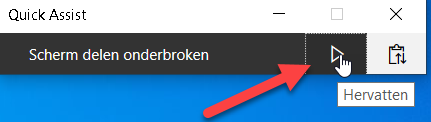 Quick Assist
Scherm delen onderbroken
Hervatten